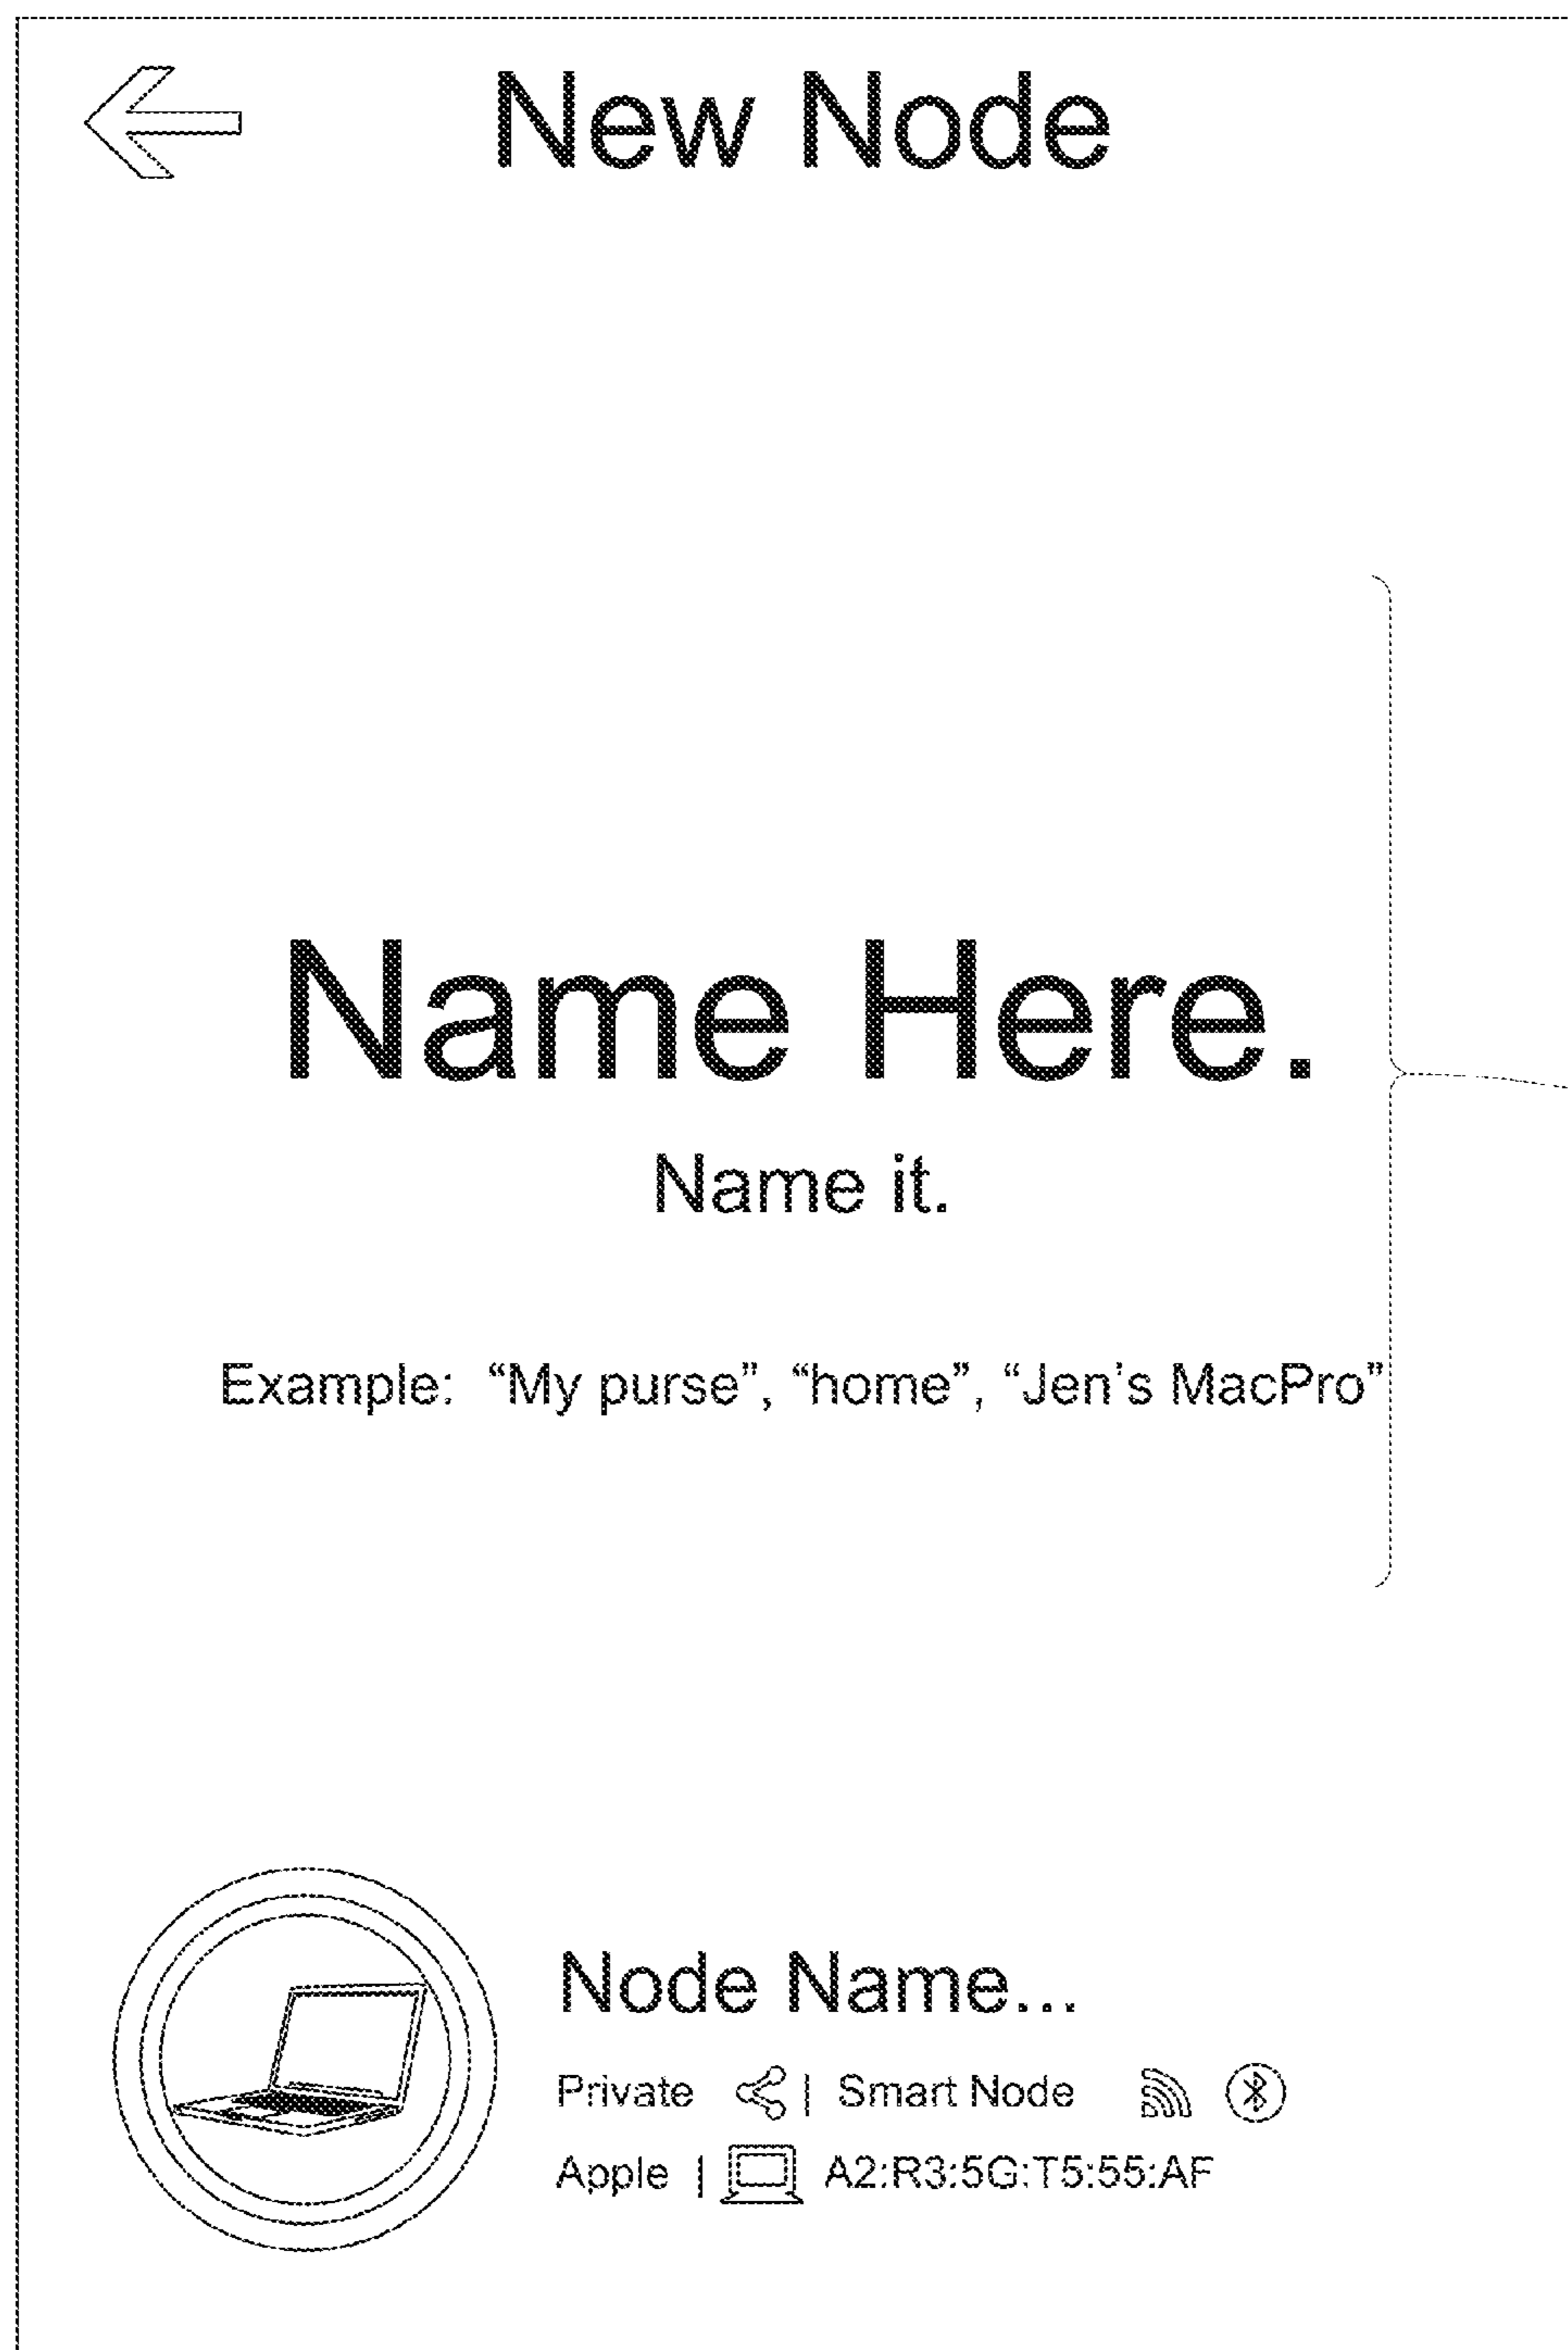 New Node
Name Here.
Name it.
Example: “My purse”, “home”, “Jen’s MacPro”
Node Name...
Private | Smart Node
Apple | A2:R3:5G:T5:55:AF